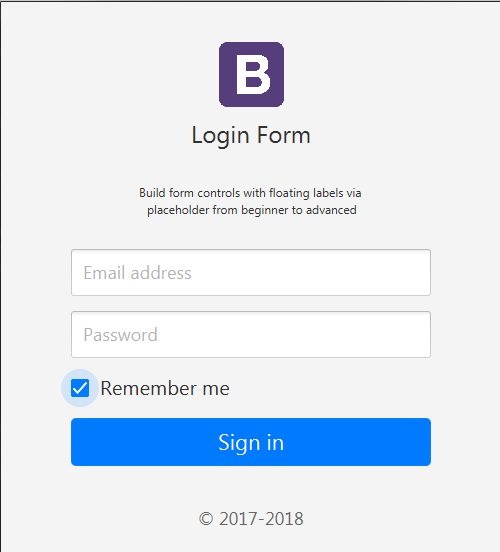 B
Login Form
Build form controls with floating labels via
placeholder from beginner to advanced
Email address
Password
Remember me
Sign in
© 2017-2018